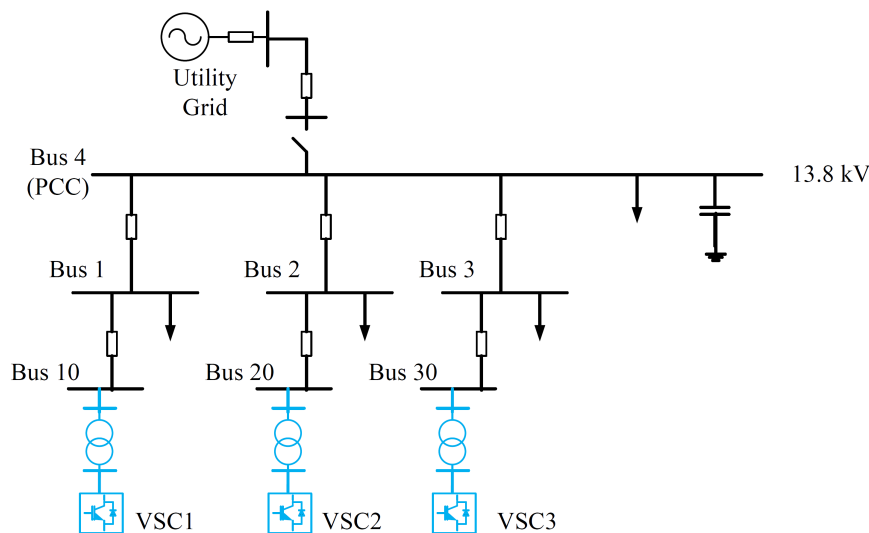 Utility
Grid
Bus 4
(PCC)
13.8 kV
Bus 1
Bus 2
Bus 3
Bus 10
Bus 20
Bus 30
VSC1
VSC2
VSC3